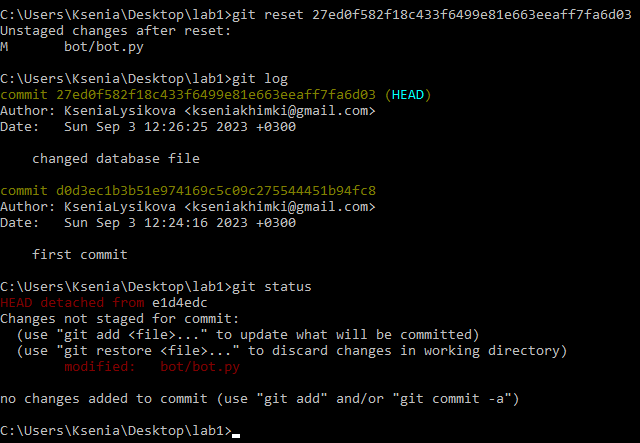 C:\Users\Ksenia\Desktop\lab1>git reset 27ed0f582f18c433f6499e81e663eeaff7fa6d03
Unstaged changes after reset:
M       bot/bot.py
C:\Users\Ksenia\Desktop\lab1>git log
commit 27ed0f582f18c433f6499e81e663eeaff7fa6d03 (HEAD)
Author: KseniaLysikova <kseniakhimki@gmail.com>
Date:   Sun Sep 3 12:26:25 2023 +0300
    changed database file
commit d0d3ec1b3b51e974169c5c09c275544451b94fc8
Author: KseniaLysikova <kseniakhimki@gmail.com>
Date:   Sun Sep 3 12:24:16 2023 +0300
    first commit
C:\Users\Ksenia\Desktop\lab1>git status
HEAD detached from e1d4edc
Changes not staged for commit:
  (use "git add <file>..." to update what will be committed)
  (use "git restore <file>..." to discard changes in working directory)
        modified:   bot/bot.py
no changes added to commit (use "git add" and/or "git commit -a")
C:\Users\Ksenia\Desktop\lab1>